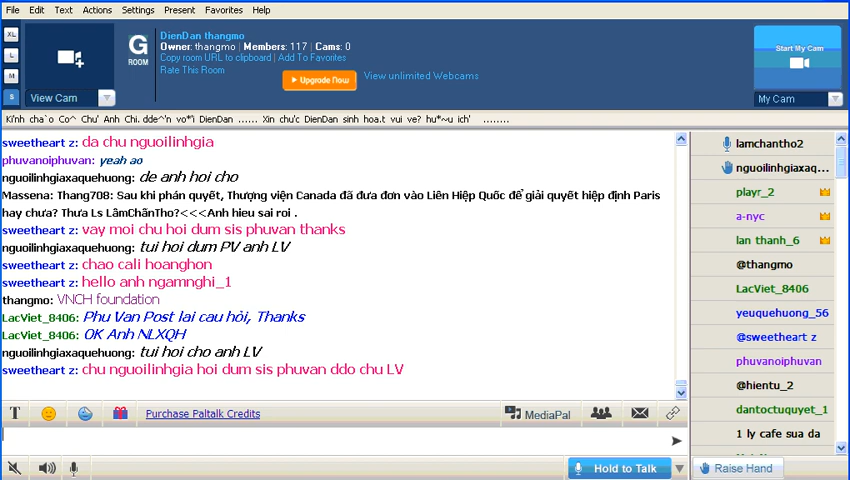 File Edit Text Actions Settings Present Favorites Help
XL
L
M
S
View Cam
G
ROOM
DienDan thangmo
Owner: thangmo | Members: 117 | Cams: 0
Copy room URL to clipboard | Add To Favorites
Rate This Room
Upgrade Now
View unlimited Webcams
Start My Cam
My Cam
Ki'nh cha`o Co^ Chu' Anh Chi. dde^'n vo*'i DienDan ...... Xin chu'c DienDan sinh hoa.t vui ve? hu*~u ich' ........
sweetheart z: da chu nguoilinhgia
phuvanoiphuvan: yeah ao
nguoilinhgiaxaquehuong: de anh hoi cho
Massena: Thang708: Sau khi phán quyết, Thượng viện Canada đã đưa đơn vào Liên Hiệp Quốc để giải quyết hiệp định Paris
hay chưa? Thưa Ls LâmChấnThọ?<<<Anh hieu sai roi .
sweetheart z: vay moi chu hoi dum sis phuvan thanks
nguoilinhgiaxaquehuong: tui hoi dum PV anh LV
sweetheart z: chao cali hoanghon
sweetheart z: hello anh ngamnghi_1
thangmo: VNCH foundation
LacViet_8406: Phu Van Post lai cau hỏi, Thanks
LacViet_8406: OK Anh NLXQH
nguoilinhgiaxaquehuong: tui hoi cho anh LV
sweetheart z: chu nguoilinhgia hoi dum sis phuvan ddo chu LV
lamchantho2
nguoilinhgiaxaq...
playr_2
a-nyc
lan thanh_6
@thangmo
LacViet_8406
yeuquehuong_56
@sweetheart z
phuvanoiphuvan
@hientu_2
dantoctuquyet_1
1 ly cafe sua da
T
Purchase Paltalk Credits
MediaPal
Hold to Talk
Raise Hand